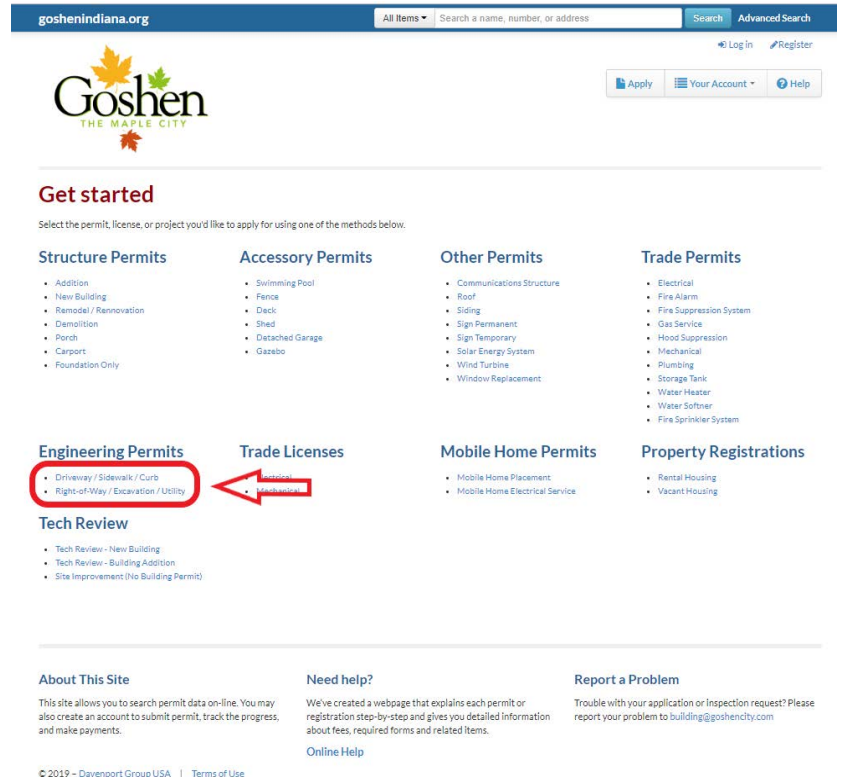 goshenindiana.org
All Items Search a name, number, or address Search Advanced Search
Log in Register
Goshen
THE MAPLE CITY
Apply Your Account Help
Get started
Select the permit, license, or project you'd like to apply for using one of the methods below.
Structure Permits
Addition
New Building
Remodel / Rennovation
Demolition
Porch
Carport
Foundation Only
Accessory Permits
Swimming Pool
Fence
Deck
Shed
Detached Garage
Gazebo
Other Permits
Communications Structure
Roof
Siding
Sign Permanent
Sign Temporary
Solar Energy System
Wind Turbine
Window Replacement
Trade Permits
Electrical
Fire Alarm
Fire Suppression System
Gas Service
Hood Suppression
Mechanical
Plumbing
Storage Tank
Water Heater
Water Softner
Fire Sprinkler System
Engineering Permits
Driveway / Sidewalk / Curb
Right-of-Way / Excavation / Utility
Trade Licenses
Electrical
Mechanical
Mobile Home Permits
Mobile Home Placement
Mobile Home Electrical Service
Property Registrations
Rental Housing
Vacant Housing
Tech Review
Tech Review - New Building
Tech Review - Building Addition
Site Improvement (No Building Permit)
About This Site
This site allows you to search permit data on-line. You may
also create an account to submit permit, track the progress,
and make payments.
Need help?
We've created a webpage that explains each permit or
registration step-by-step and gives you detailed information
about fees, required forms and related items.
Online Help
Report a Problem
Trouble with your application or inspection request? Please
report your problem to building@goshencity.com
© 2019 – Davenport Group USA | Terms of Use